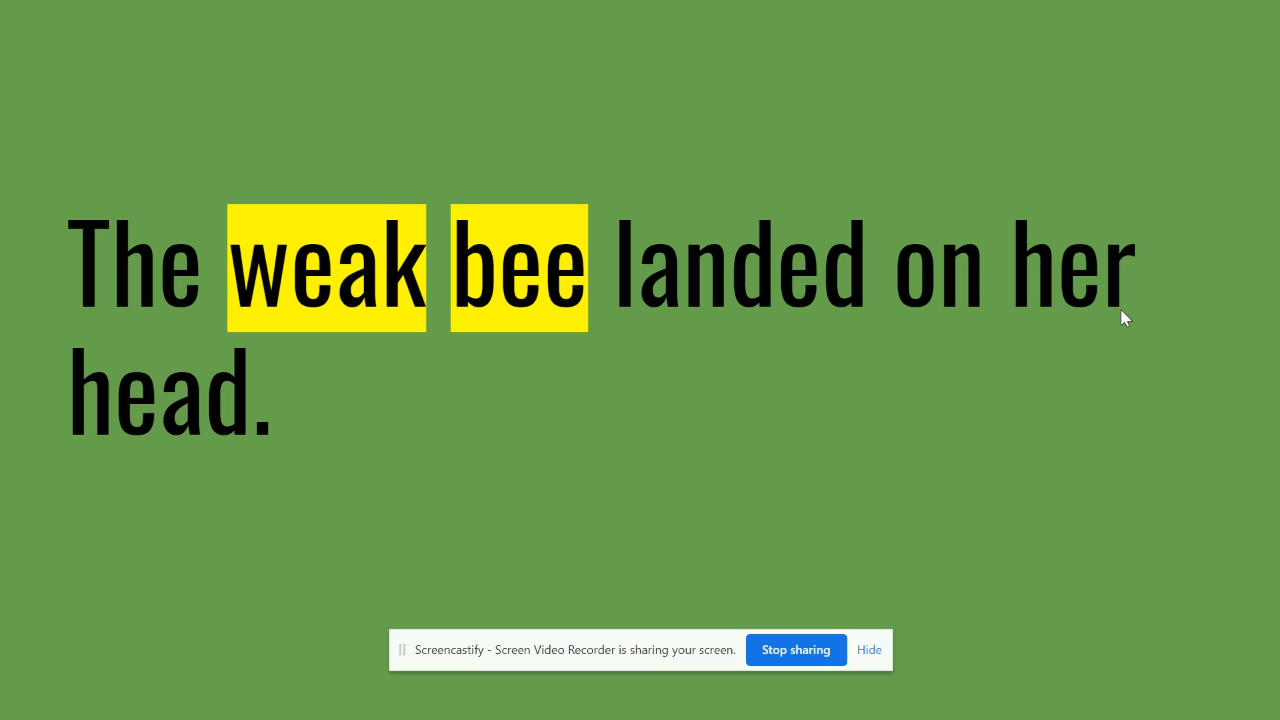 The weak bee landed on her
head.
Screencastify - Screen Video Recorder is sharing your screen. Stop sharing Hide